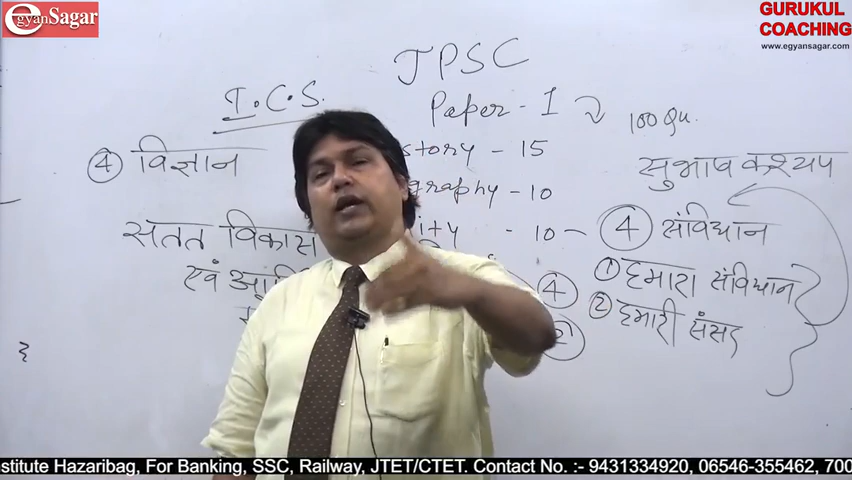 egyanSagar
GURUKUL
COACHING
www.egyansagar.com
JPSC
I.C.S.
Paper - 1
100 Qu.
④ विज्ञान
story - 15
graphy - 10
ity - 10 -
सुभाष कश्यप
④ संविधान
① हमारा संविधान
② हमारी संसद
④
सतत विकास
एवं
stitute Hazaribag, For Banking, SSC, Railway, JTET/CTET. Contact No. :- 9431334920, 06546-355462, 700